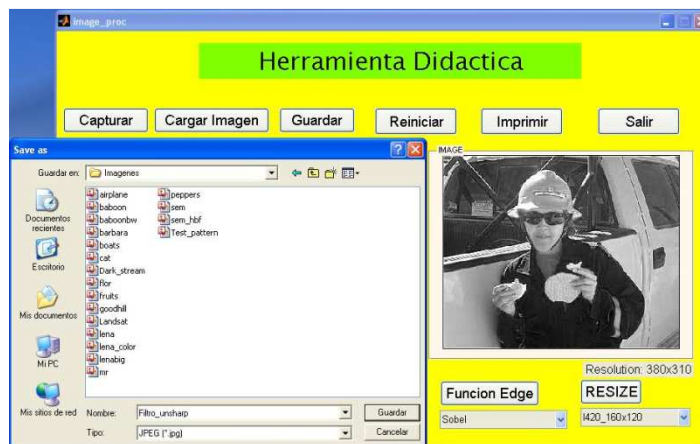 image_proc
Herramienta Didactica
Capturar Cargar Imagen Guardar Reiniciar Imprimir Salir
Save as
Guardar en: Imagenes
Documentos recientes
Escritorio
Mis documentos
Mi PC
Mis sitios de red
airplane
baboon
baboonbw
barbara
boats
cat
Dark_stream
flor
fruits
goodhill
Landsat
lena
lena_color
lenabig
mr
peppers
sem
sem_hbf
Test_pattern
Nombre: Filtro_unsharp Guardar
Tipo: JPEG (*.jpg) Cancelar
IMAGE
Resolution: 380x310
Funcion Edge RESIZE
Sobel I420_160x120